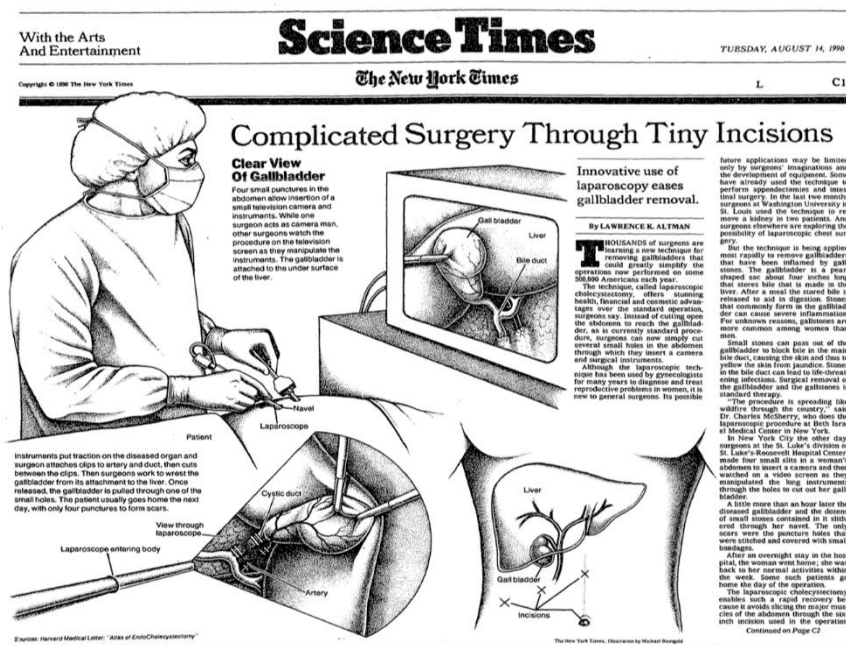 With the Arts
And Entertainment
Science Times
TUESDAY, AUGUST 14, 1990
Copyright © 1990 The New York Times
The New York Times
L
C1
Complicated Surgery Through Tiny Incisions
Clear View
Of Gallbladder
Four small punctures in the
abdomen allow insertion of a
small television camera and
instruments. While one
surgeon acts as camera man,
other surgeons watch the
procedure on the television
screen as they manipulate the
instruments. The gallbladder is
attached to the under surface
of the liver.
Gall bladder
Liver
Bile duct
Navel
Laparoscope
Patient
Instruments put traction on the diseased organ and
surgeon attaches clips to artery and duct, then cuts
between the clips. Then surgeons work to wrest the
gallbladder from its attachment to the liver. Once
released, the gallbladder is pulled through one of the
small holes. The patient usually goes home the next
day, with only four punctures to form scars.
Cystic duct
View through
laparoscope
Laparoscope entering body
Artery
Sources: Harvard Medical Letter; "Atlas of EndoCholecystectomy"
Liver
Gall bladder
Incisions
The New York Times, Illustration by Michael Reingold
Innovative use of
laparoscopy eases
gallbladder removal.
By LAWRENCE K. ALTMAN
THOUSANDS of surgeons are
learning a new technique for
removing gallbladders that
could greatly simplify the
operations now performed on some
500,000 Americans each year.
The technique, called laparoscopic
cholecystectomy, offers stunning
health, financial and cosmetic advan-
tages over the standard operation,
surgeons say. Instead of cutting open
the abdomen to reach the gallblad-
der, as is currently standard proce-
dure, surgeons can now simply cut
several small holes in the abdomen
through which they insert a camera
and surgical instruments.
Although the laparoscopic tech-
nique has been used by gynecologists
for many years to diagnose and treat
reproductive problems in women, it is
new to general surgeons. Its possible
future applications may be limited
only by surgeons' imaginations and
the development of equipment. Some
have already used the technique to
perform appendectomies and intes
tinal surgery. In the last two months
surgeons at Washington University in
St. Louis used the technique to re
move a kidney in two patients. And
surgeons elsewhere are exploring the
possibility of laparoscopic chest sur
gery.
But the technique is being applied
most rapidly to remove gallbladders
that have been inflamed by gall
stones. The gallbladder is a pear
shaped sac about four inches long
that stores bile that is made in the
liver. After a meal the stored bile i
released to aid in digestion. Stones
that commonly form in the gallblad
der can cause severe inflammation
For unknown reasons, gallstones are
more common among women than
men.
Small stones can pass out of the
gallbladder to block bile in the main
bile duct, causing the skin and thus to
yellow the skin from jaundice. Stones
in the bile duct can lead to life-threat
ening infections. Surgical removal o
the gallbladder and the gallstones is
standard therapy.
"The procedure is spreading like
wildfire through the country," said
Dr. Charles McSherry, who does the
laparoscopic procedure at Beth Isra
el Medical Center in New York.
In New York City the other day
surgeons at the St. Luke's division of
St. Luke's-Roosevelt Hospital Center
made four small slits in a woman's
abdomen to insert a camera and then
watched on a video screen as they
manipulated the long instruments
through the holes to cut out her gall
bladder.
A little more than an hour later the
diseased gallbladder and the dozens
of small stones contained in it slith
ered through her navel. The only
scars were the puncture holes that
were stitched and covered with small
bandages.
After an overnight stay in the hos
pital, the woman went home; she was
back to her normal activities within
the week. Some such patients go
home the day of the operation.
The laparoscopic cholecystectomy
enables such a rapid recovery be
cause it avoids slicing the major mus
cles of the abdomen through the six
inch incision used in the operation
Continued on Page C2